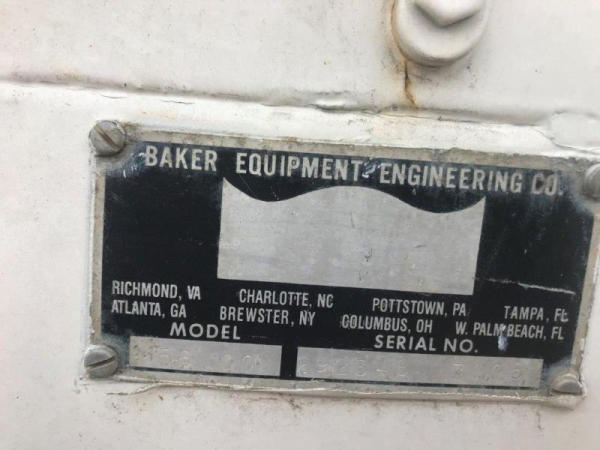 BAKER EQUIPMENT ENGINEERING CO.
RICHMOND, VA CHARLOTTE, NC POTTSTOWN, PA TAMPA, FL
ATLANTA, GA BREWSTER, NY COLUMBUS, OH W. PALM BEACH, FL
MODEL SERIAL NO.